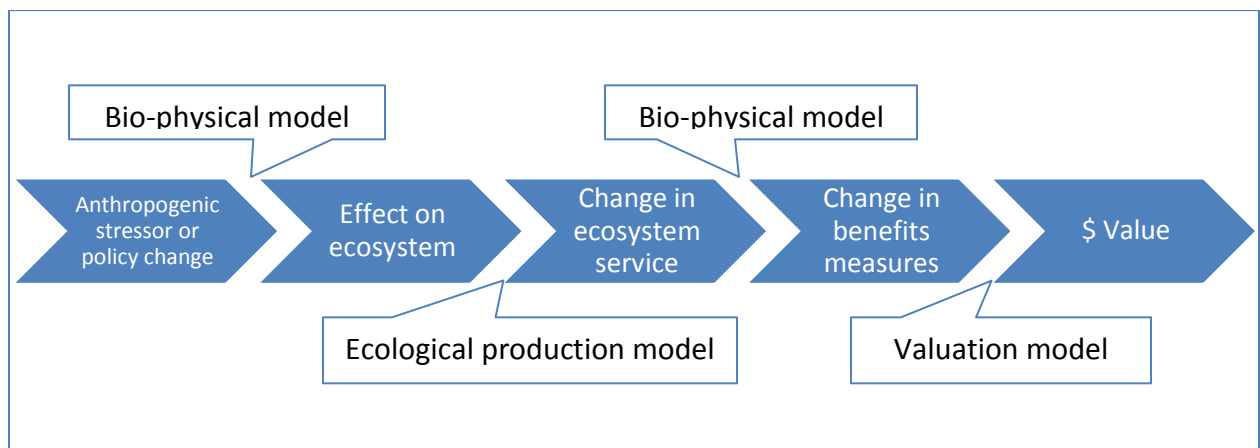 Bio-physical model
Bio-physical model
Anthropogenic
stressor or
policy change
Effect on
ecosystem
Change in
ecosystem
service
Change in
benefits
measures
$ Value
Ecological production model
Valuation model